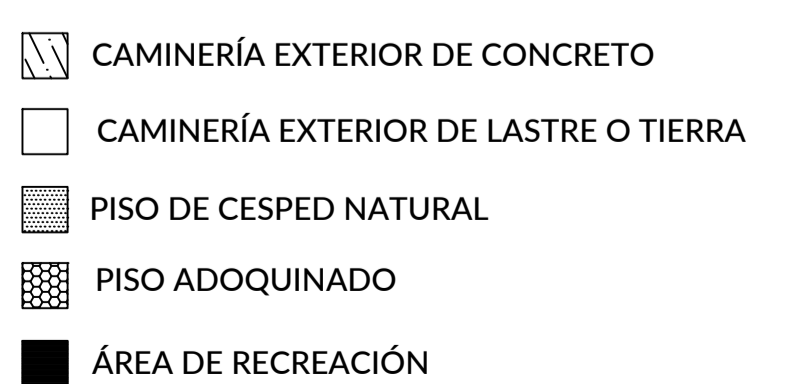 CAMINERÍA EXTERIOR DE CONCRETO
CAMINERÍA EXTERIOR DE LASTRE O TIERRA
PISO DE CESPED NATURAL
PISO ADOQUINADO
ÁREA DE RECREACIÓN